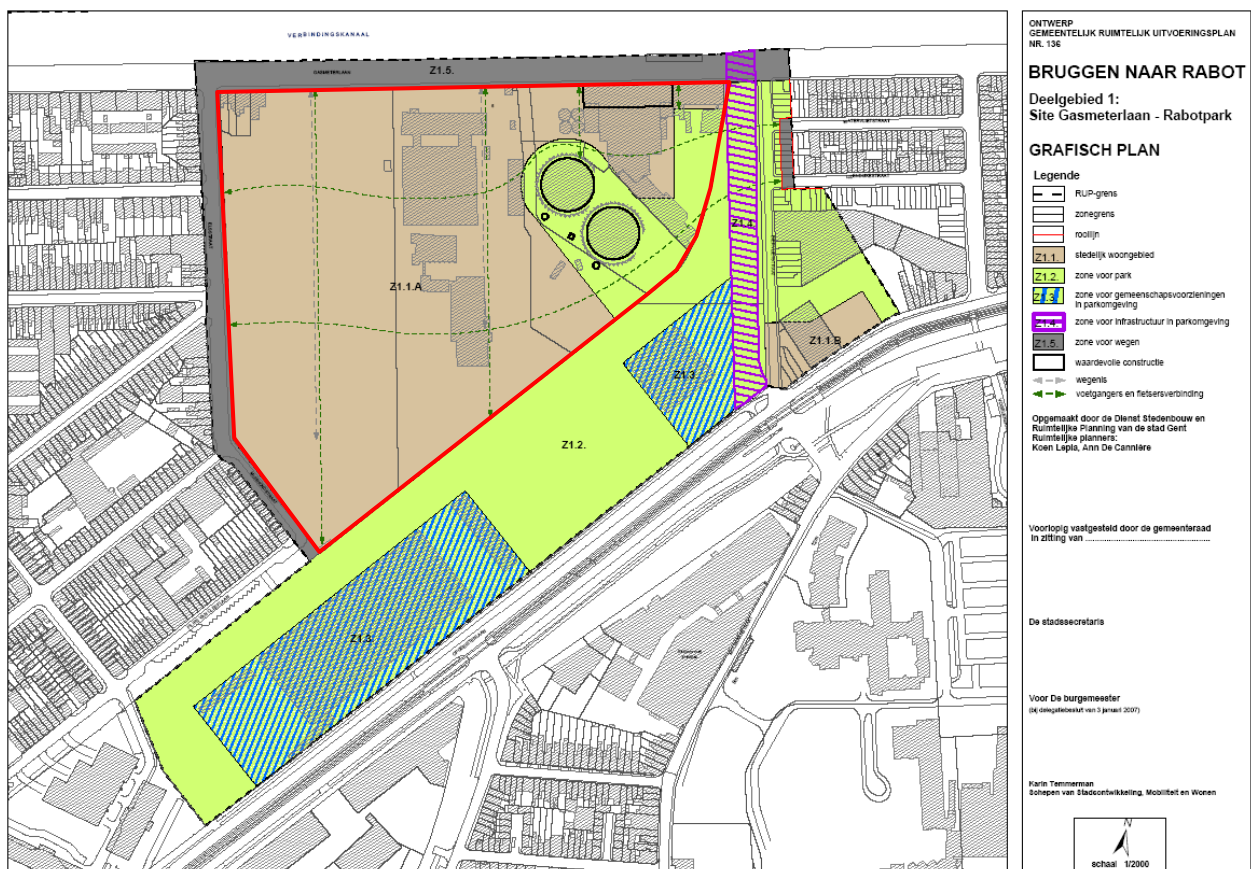 VERBINDINGSKANAAL
GASMETERLAAN
Z1.5.
Z1.4.
Z1.1.A
Z1.1.B
Z1.3.
Z1.2.
Z1.3.
ONTWERP
GEMEENTELIJK RUIMTELIJK UITVOERINGSPLAN
NR. 136
BRUGGEN NAAR RABOT
Deelgebied 1:
Site Gasmeterlaan - Rabotpark
GRAFISCH PLAN
Legende
RUP-grens
zonegrens
rooilijn
Z1.1. stedelijk woongebied
Z1.2. zone voor park
Z1.3. zone voor gemeenschapsvoorzieningen
in parkomgeving
Z1.4. zone voor infrastructuur in parkomgeving
Z1.5. zone voor wegen
waardevolle constructie
wegenis
voetgangers en fietsersverbinding
Opgemaakt door de Dienst Stedenbouw en
Ruimtelijke Planning van de stad Gent
Ruimtelijke planners:
Koen Lepla, Ann De Cannière
Voorlopig vastgesteld door de gemeenteraad
in zitting van
De stadssecretaris
Voor De burgemeester
(bij delegatiebesluit van 3 januari 2007)
Karin Temmerman
Schepen van Stadsontwikkeling, Mobiliteit en Wonen
N
schaal 1/2000